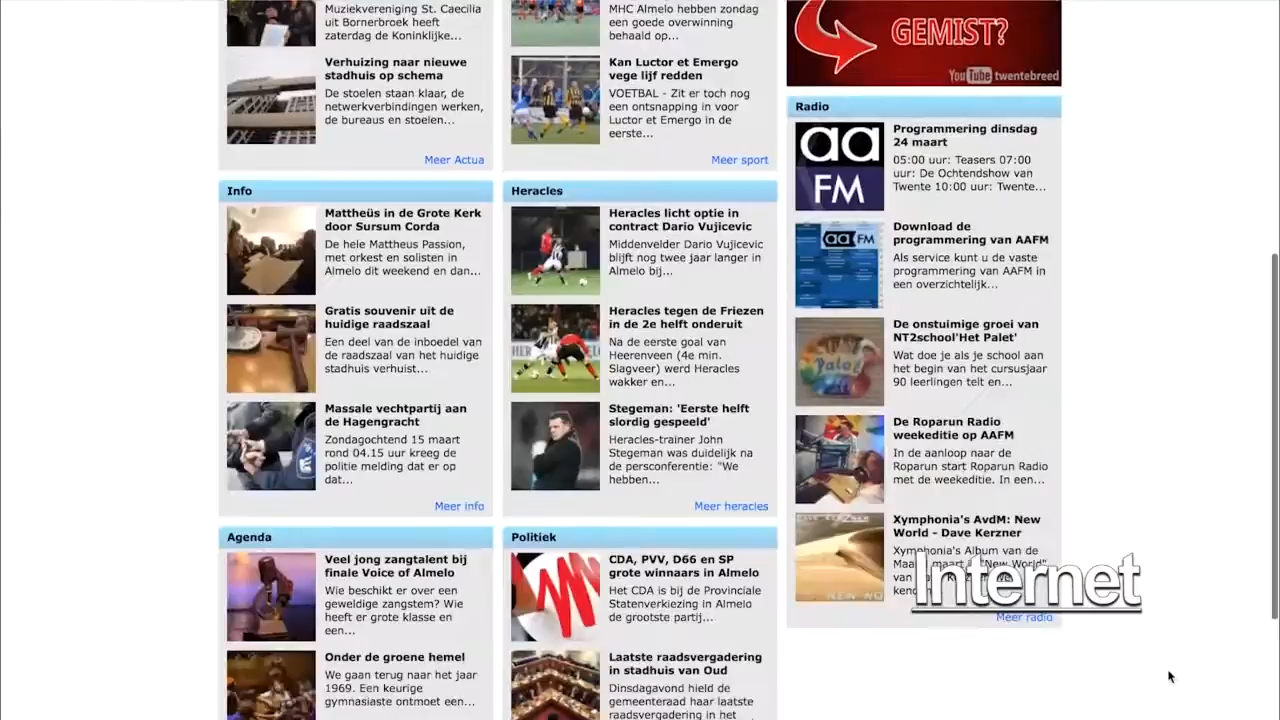 Muziekvereniging St. Caecilia
uit Bornerbroek heeft
zaterdag de Koninklijke...
Verhuizing naar nieuwe
stadhuis op schema
De stoelen staan klaar, de
netwerkverbindingen werken,
de bureaus en stoelen...
Meer Actua
Info
Mattheüs in de Grote Kerk
door Sursum Corda
De hele Mattheus Passion,
met orkest en solisten in
Almelo dit weekend en dan...
Gratis souvenir uit de
huidige raadszaal
Een deel van de inboedel van
de raadszaal van het huidige
stadhuis verhuist...
Massale vechtpartij aan
de Hagengracht
Zondagochtend 15 maart
rond 04.15 uur kreeg de
politie melding dat er op
dat...
Meer info
Agenda
Veel jong zangtalent bij
finale Voice of Almelo
Wie beschikt er over een
geweldige zangstem? Wie
heeft er grote klasse en
een...
Onder de groene hemel
We gaan terug naar het jaar
1969. Een keurige
gymnasiaste ontmoet een...
MHC Almelo hebben zondag
een goede overwinning
behaald op...
Kan Luctor et Emergo
vege lijf redden
VOETBAL - Zit er toch nog
een ontsnapping in voor
Luctor et Emergo in de
eerste...
Meer sport
Heracles
Heracles licht optie in
contract Dario Vujicevic
Middenvelder Dario Vujicevic
blijft nog twee jaar langer in
Almelo bij...
Heracles tegen de Friezen
in de 2e helft onderuit
Na de eerste goal van
Heerenveen (4e min.
Slagveer) werd Heracles
wakker en...
Stegeman: 'Eerste helft
slordig gespeeld'
Heracles-trainer John
Stegeman was duidelijk na
de persconferentie: "We
hebben...
Meer heracles
Politiek
CDA, PVV, D66 en SP
grote winnaars in Almelo
Het CDA is bij de Provinciale
Statenverkiezing in Almelo
de grootste partij...
Laatste raadsvergadering
in stadhuis van Oud
Dinsdagavond hield de
gemeenteraad haar laatste
raadsvergadering in het
GEMIST?
YouTube twentebreed
Radio
aa
FM
Programmering dinsdag
24 maart
05:00 uur: Teasers 07:00
uur: De Ochtendshow van
Twente 10:00 uur: Twente...
aa FM
Download de
programmering van AAFM
Als service kunt u de vaste
programmering van AAFM in
een overzichtelijk...
De onstuimige groei van
NT2school'Het Palet'
Wat doe je als je school aan
het begin van het cursusjaar
90 leerlingen telt en...
De Roparun Radio
weekeditie op AAFM
In de aanloop naar de
Roparun start Roparun Radio
met de weekeditie. In een...
Xymphonia's AvdM: New
World - Dave Kerzner
Xymphonia's Album van de
"New World"
van
Internet
Meer radio